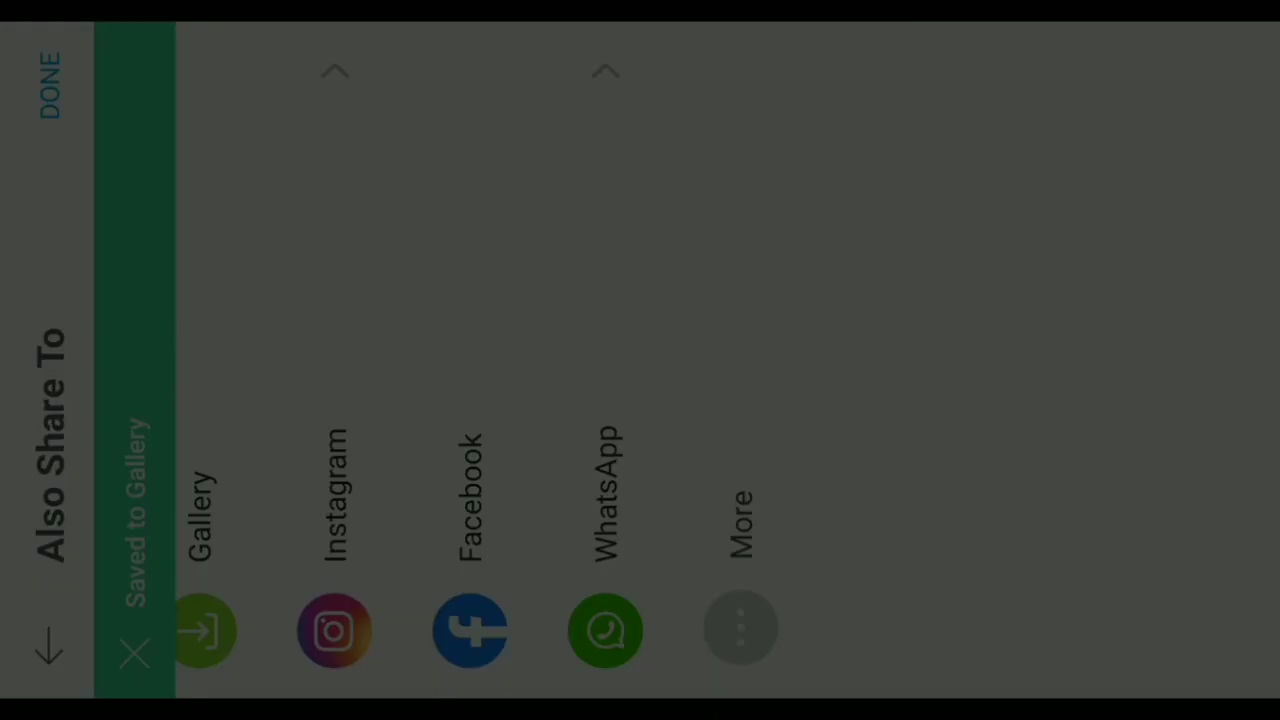 Also Share To
DONE
Saved to Gallery
Gallery
Instagram
Facebook
WhatsApp
More